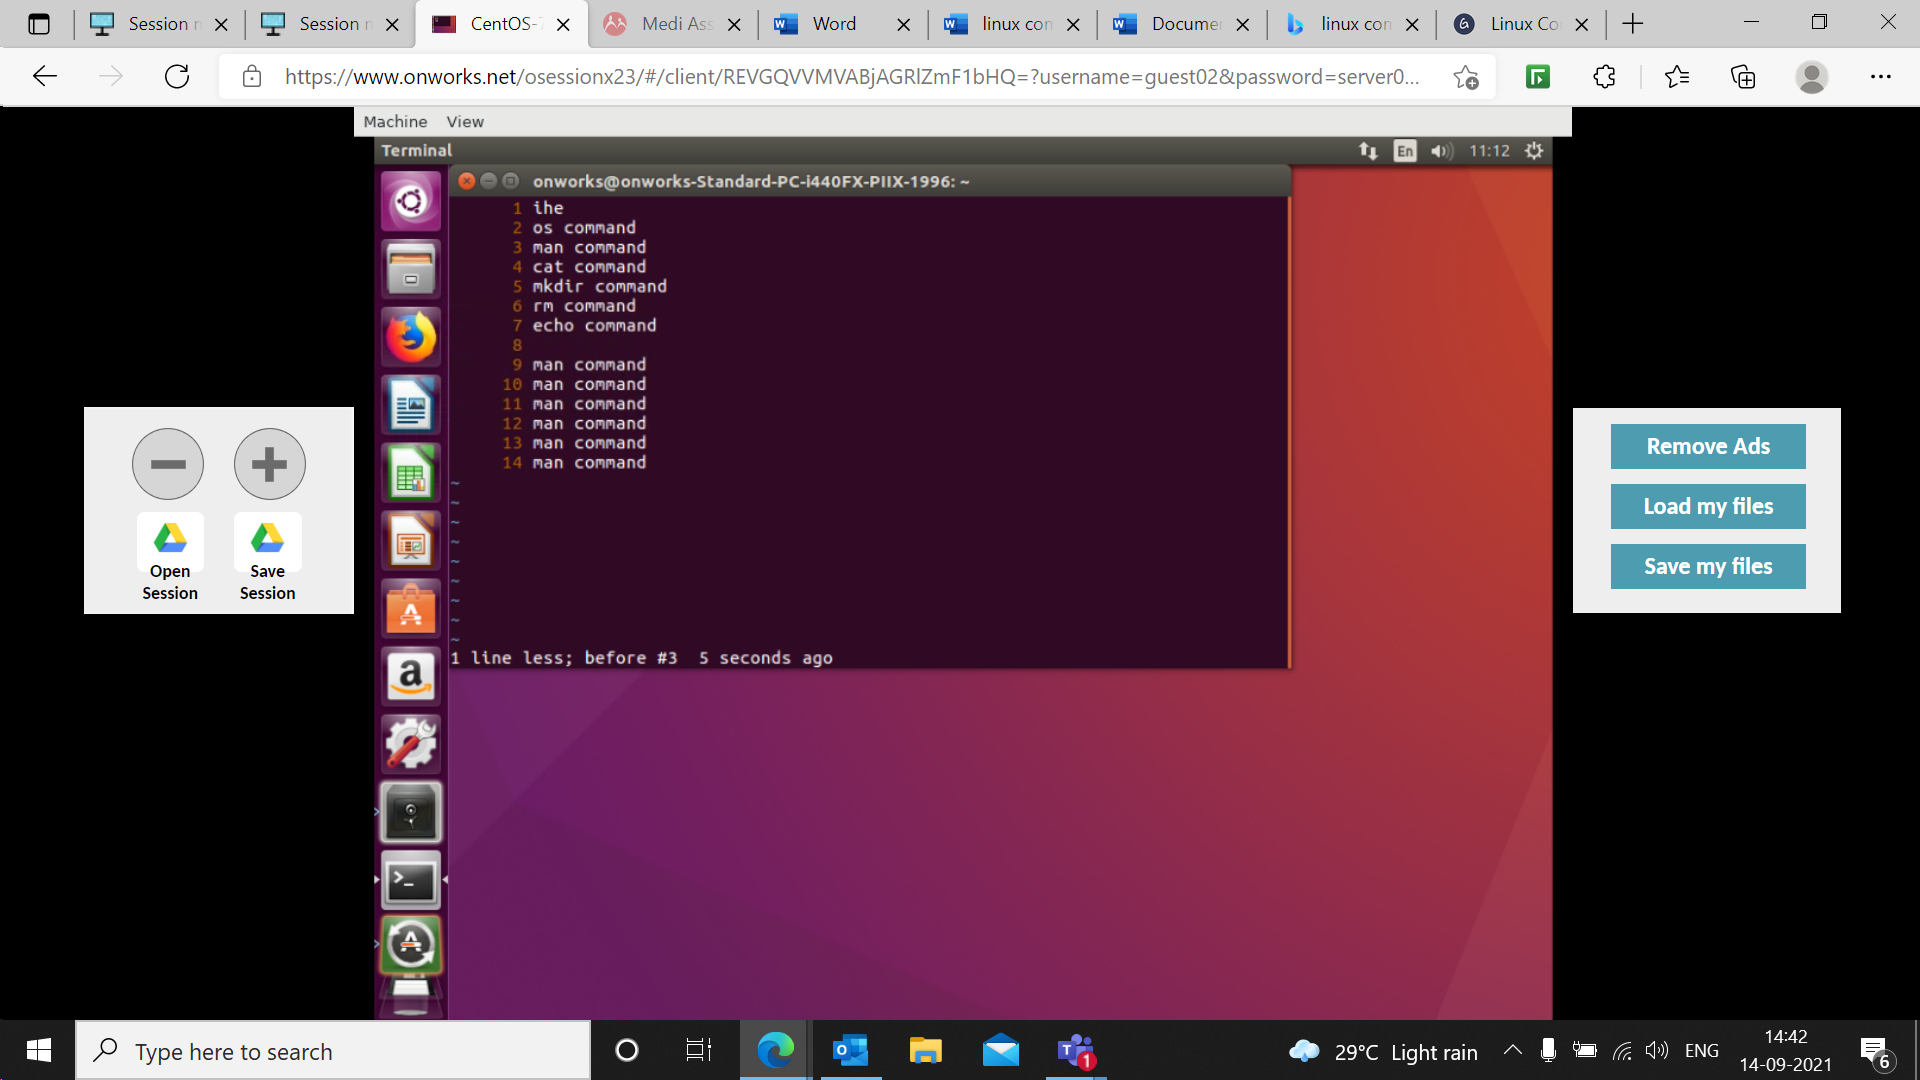 Session n
Session n
CentOS-7
Medi Ass
Word
linux con
Documen
linux con
Linux Co
https://www.onworks.net/osessionx23/#/client/REVGQVVMVABjAGRlZmF1bHQ=?username=guest02&password=server0...
Machine View
Terminal
En
11:12
onworks@onworks-Standard-PC-i440FX-PIIX-1996: ~
1 ihe
2 os command
3 man command
4 cat command
5 mkdir command
6 rm command
7 echo command
8
9 man command
10 man command
11 man command
12 man command
13 man command
14 man command
~
~
~
~
~
~
~
~
~
1 line less; before #3 5 seconds ago
Open
Session
Save
Session
Remove Ads
Load my files
Save my files
Type here to search
1
29°C Light rain
ENG
14:42
14-09-2021
6